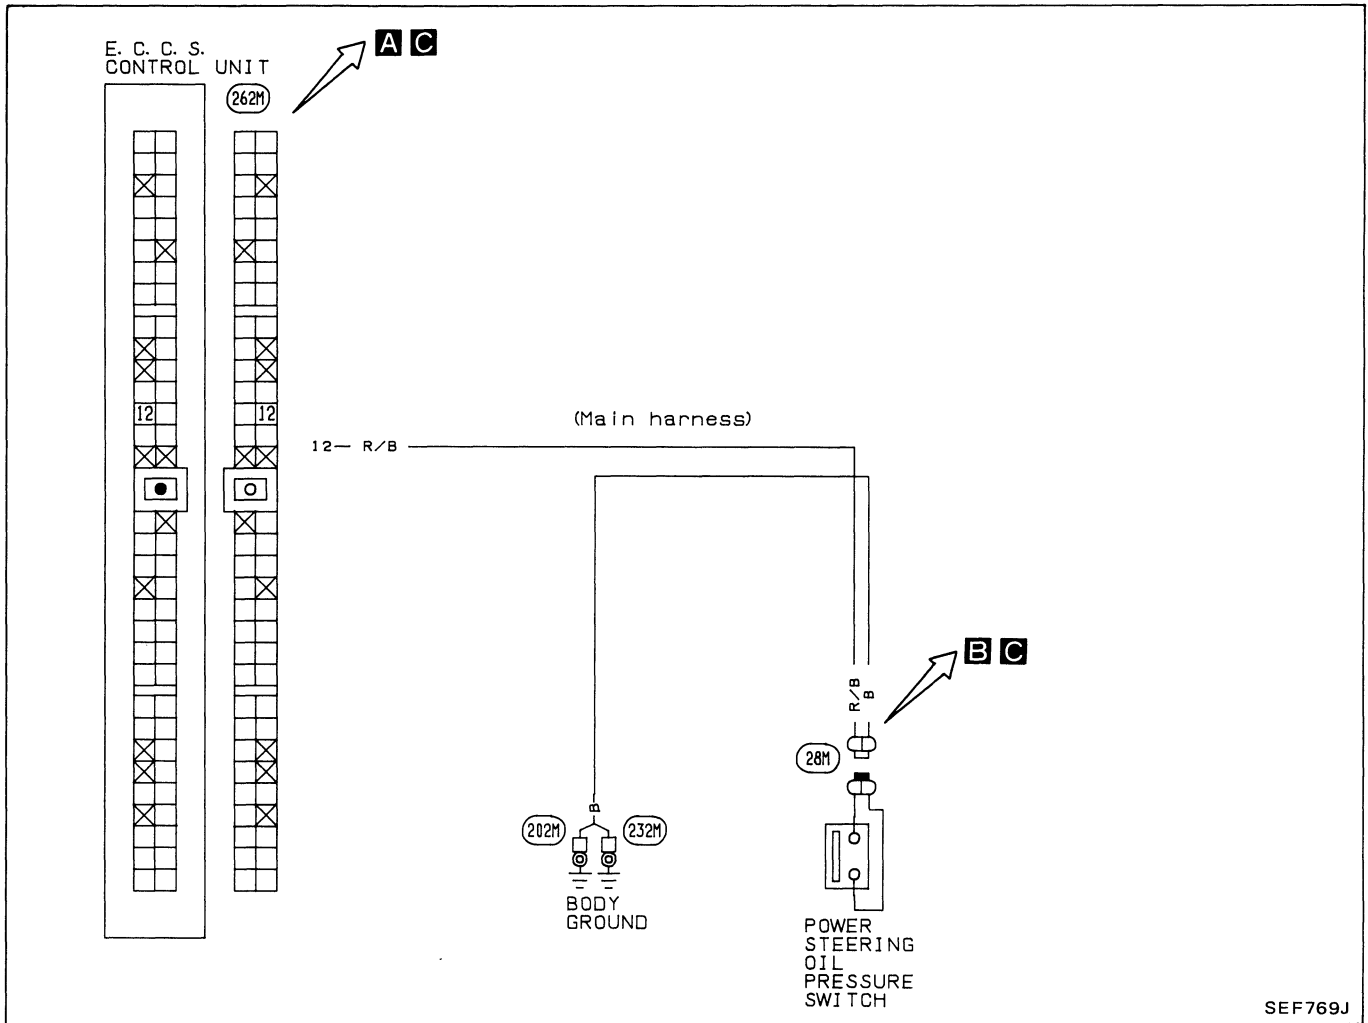 E. C. C. S.
CONTROL UNIT
A C
262M
12
12
(Main harness)
12— R/B
B C
R/B
B
28M
B
202M
232M
BODY
GROUND
POWER
STEERING
OIL
PRESSURE
SWITCH
SEF769J